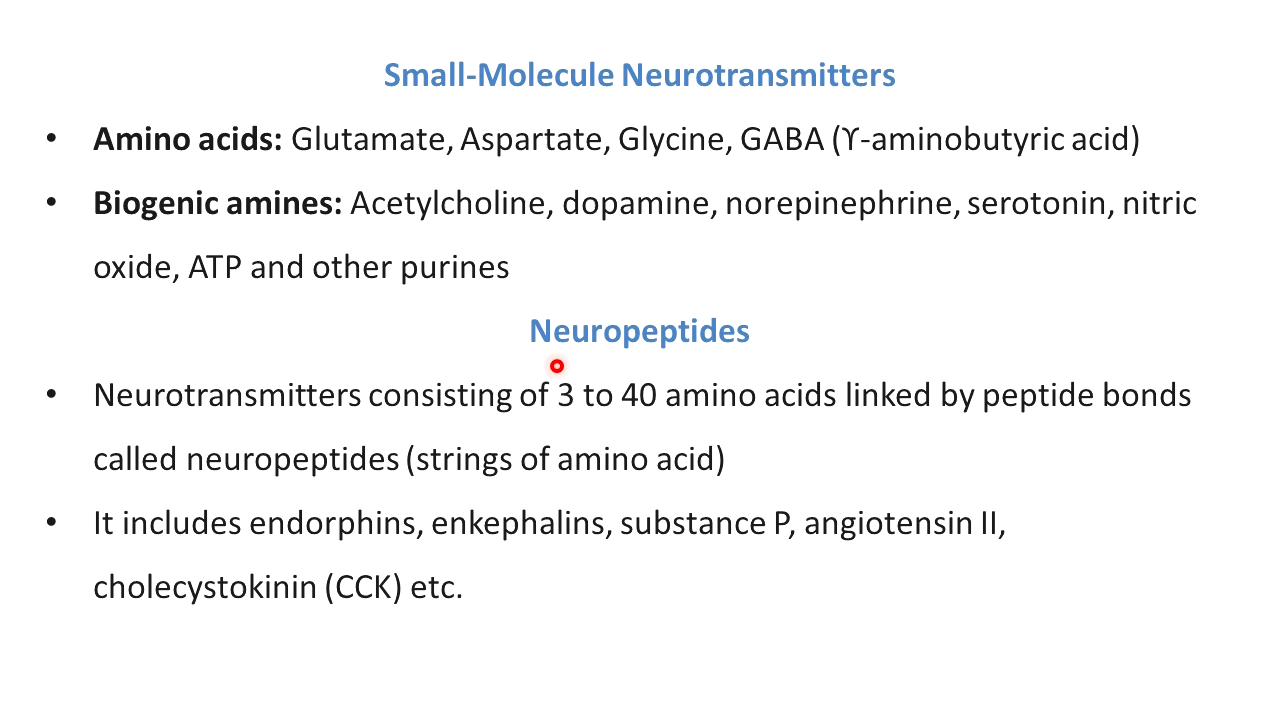 Small-Molecule Neurotransmitters
• Amino acids: Glutamate, Aspartate, Glycine, GABA (ϒ-aminobutyric acid)
• Biogenic amines: Acetylcholine, dopamine, norepinephrine, serotonin, nitric
oxide, ATP and other purines
Neuropeptides
• Neurotransmitters consisting of 3 to 40 amino acids linked by peptide bonds
called neuropeptides (strings of amino acid)
• It includes endorphins, enkephalins, substance P, angiotensin II,
cholecystokinin (CCK) etc.